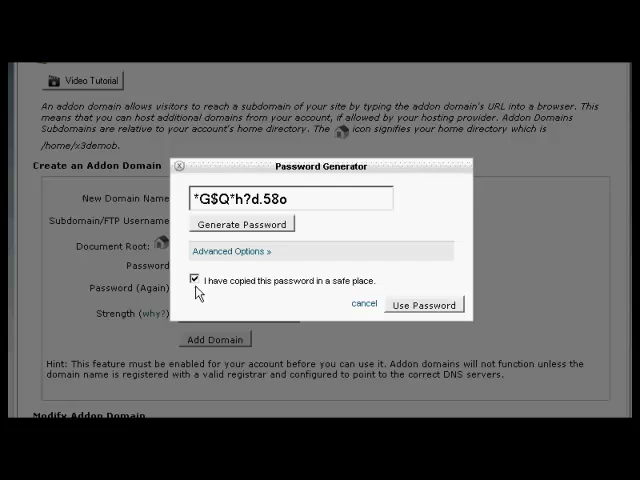 Video Tutorial
An addon domain allows visitors to reach a subdomain of your site by typing the addon domain's URL into a browser. This
means that you can host additional domains from your account, if allowed by your hosting provider. Addon Domains
Subdomains are relative to your account's home directory. The icon signifies your home directory which is
/home/x3demob.
Create an Addon Domain
Password Generator
New Domain Name
*G$Q*h?d.58o
Subdomain/FTP Username
Generate Password
Document Root:
Advanced Options »
Password
I have copied this password in a safe place.
Password (Again)
cancel
Use Password
Strength (why?)
Add Domain
Hint: This feature must be enabled for your account before you can use it. Addon domains will not function unless the
domain name is registered with a valid registrar and configured to point to the correct DNS servers.
Modify Addon Domain